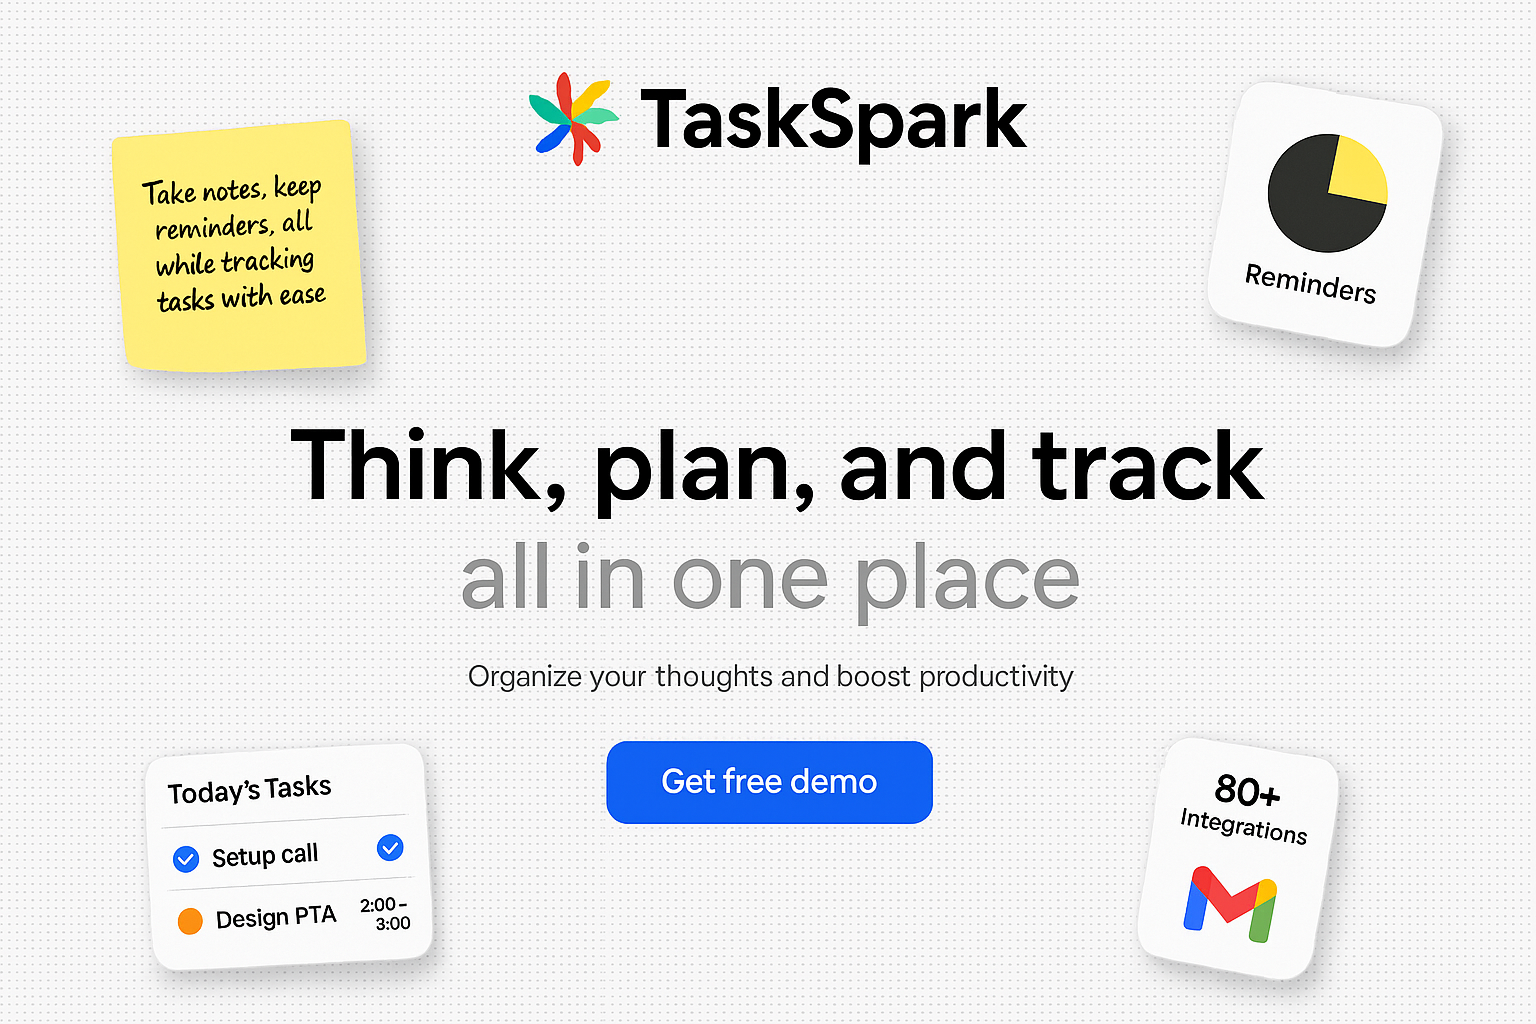 TaskSpark
Take notes, keep
reminders, all
while tracking
tasks with ease
Reminders
Think, plan, and track
all in one place
Organize your thoughts and boost productivity
Get free demo
Today's Tasks
Setup call
Design PTA
2:00–
3:00
80+
Integrations